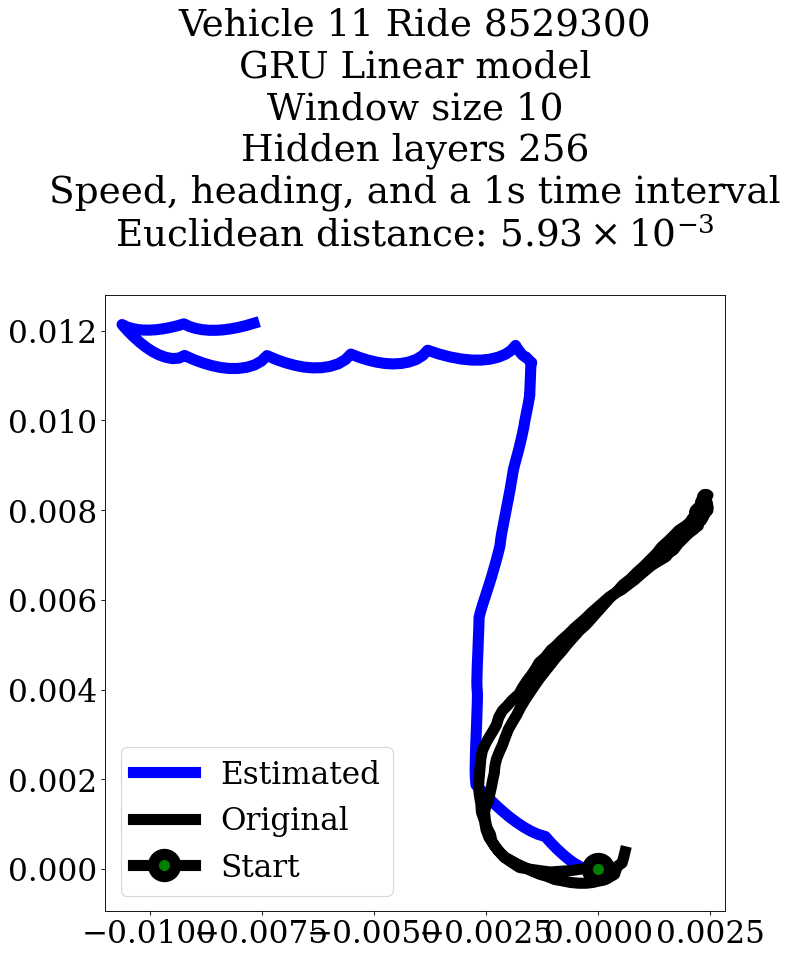 Vehicle 11 Ride 8529300
GRU Linear model
Window size 10
Hidden layers 256
Speed, heading, and a 1s time interval
Euclidean distance: 5.93 × 10⁻³
0.012
0.010
0.008
0.006
0.004
0.002
0.000
Estimated
Original
Start
−0.0100 −0.0075 −0.0050 −0.0025 0.0000 0.0025